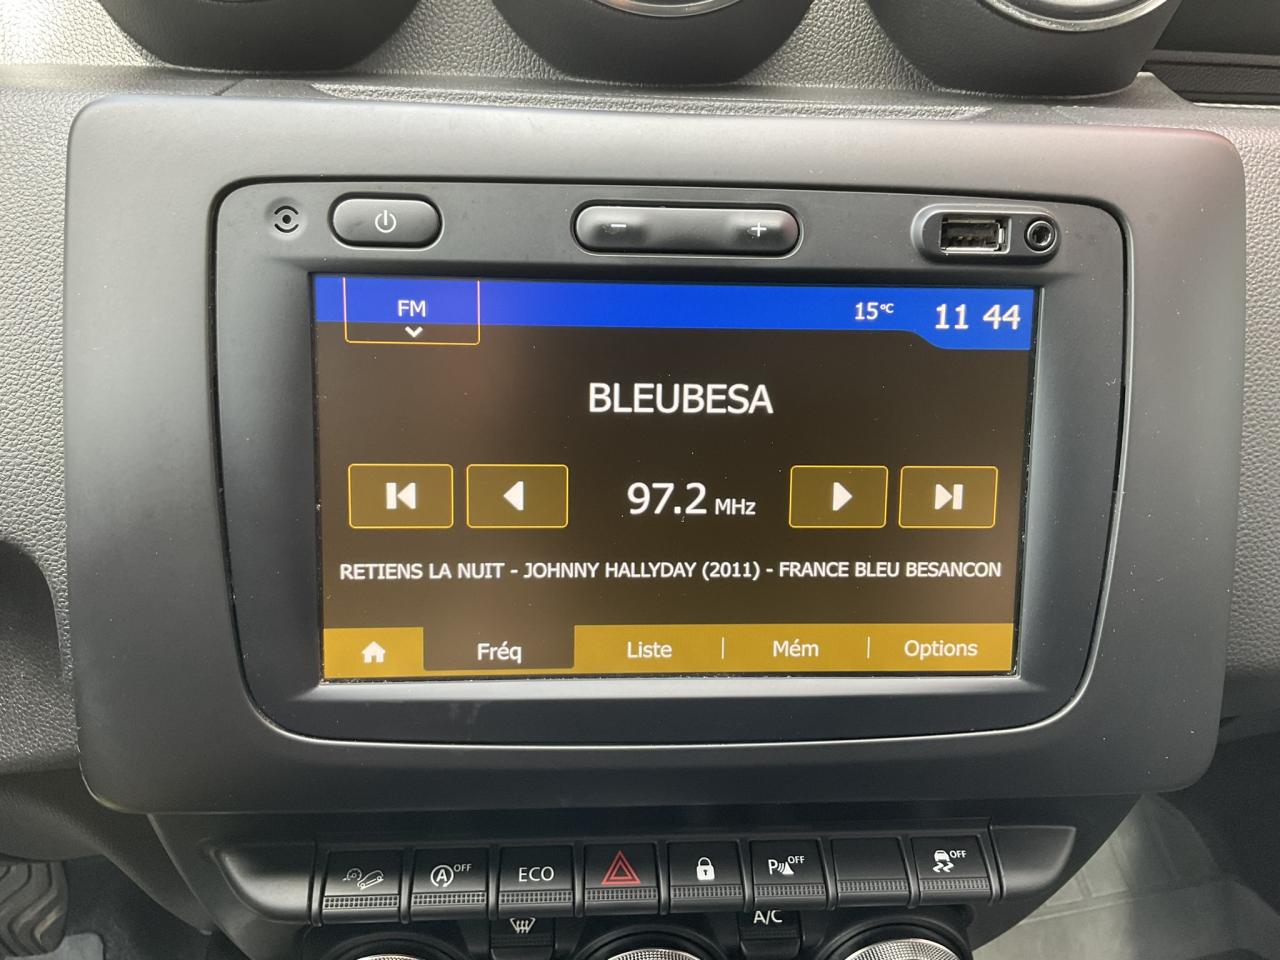 FM
15°C
11 44
BLEUBESA
97.2 MHz
RETIENS LA NUIT - JOHNNY HALLYDAY (2011) - FRANCE BLEU BESANCON
Fréq
Liste
Mém
Options
A OFF
ECO
P OFF
OFF
A/C